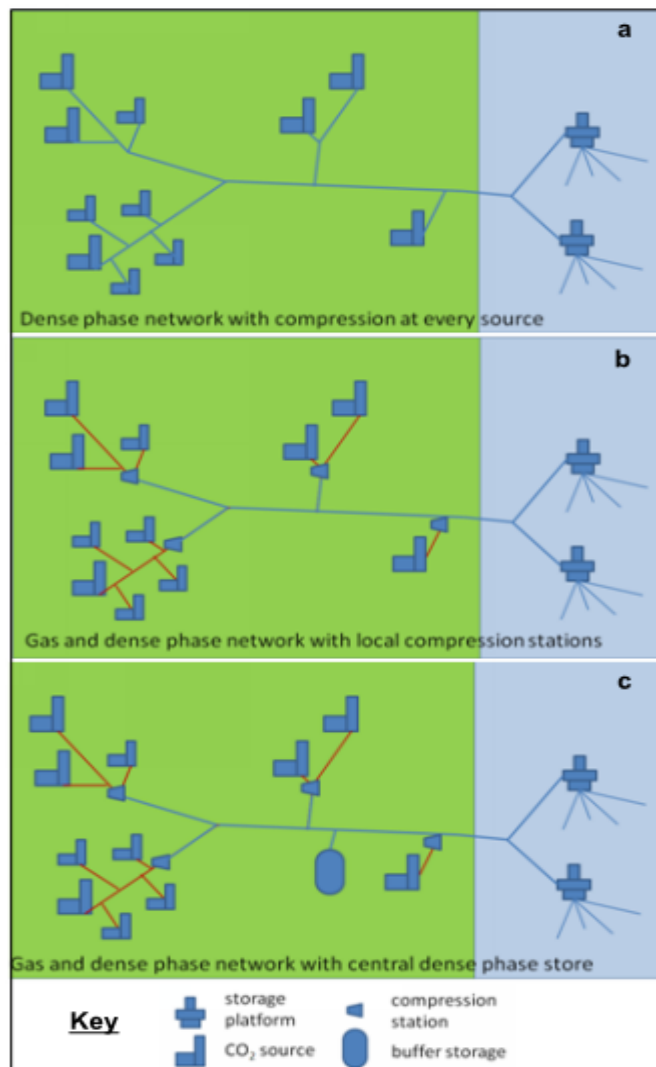 a
Dense phase network with compression at every source
b
Gas and dense phase network with local compression stations
c
Gas and dense phase network with central dense phase store
Key
storage
platform
compression
station
CO₂ source
buffer storage